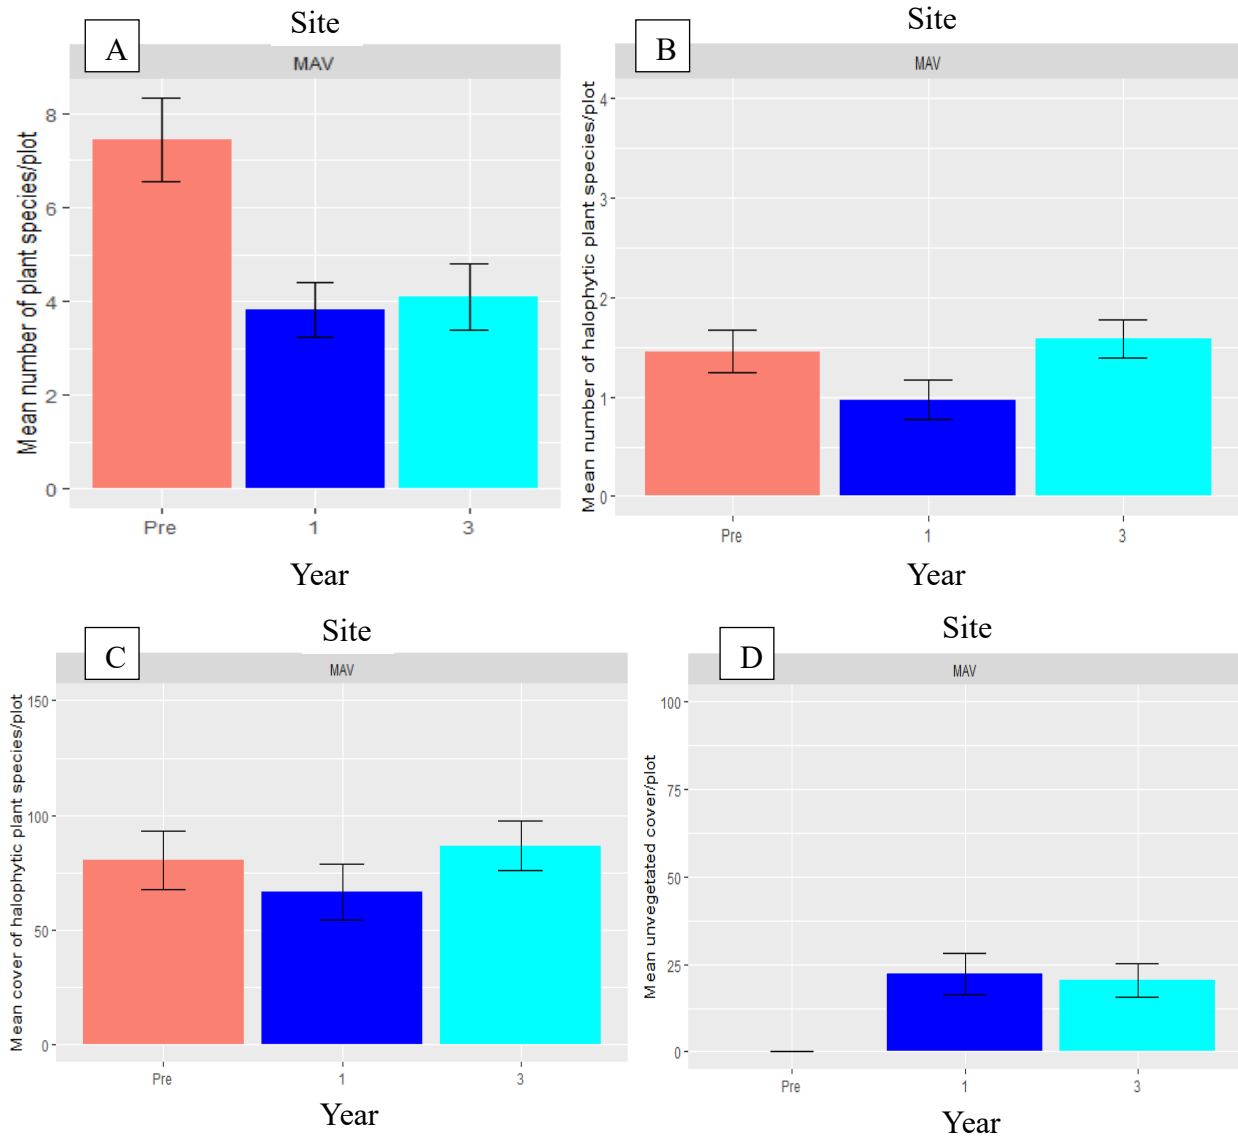 A
Site
MAV
Mean number of plant species/plot
8
6
4
2
0
Pre 1 3
Year
B
Site
MAV
Mean number of halophytic plant species/plot
4
3
2
1
0
Pre 1 3
Year
C
Site
MAV
Mean cover of halophytic plant species/plot
150
100
50
0
Pre 1 3
Year
D
Site
MAV
Mean unvegetated cover/plot
100
75
50
25
0
Pre 1 3
Year